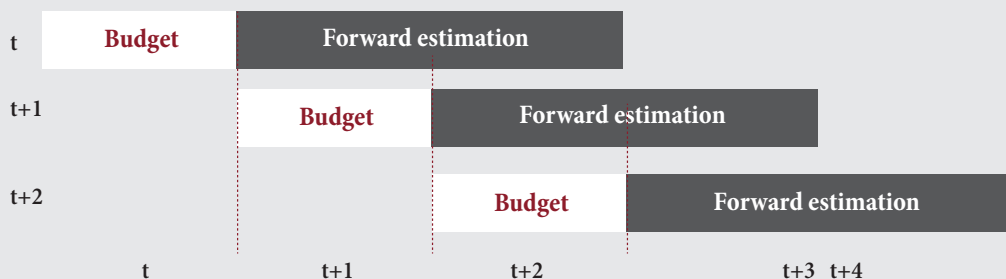 t Budget Forward estimation
t+1 Budget Forward estimation
t+2 Budget Forward estimation
t t+1 t+2 t+3 t+4